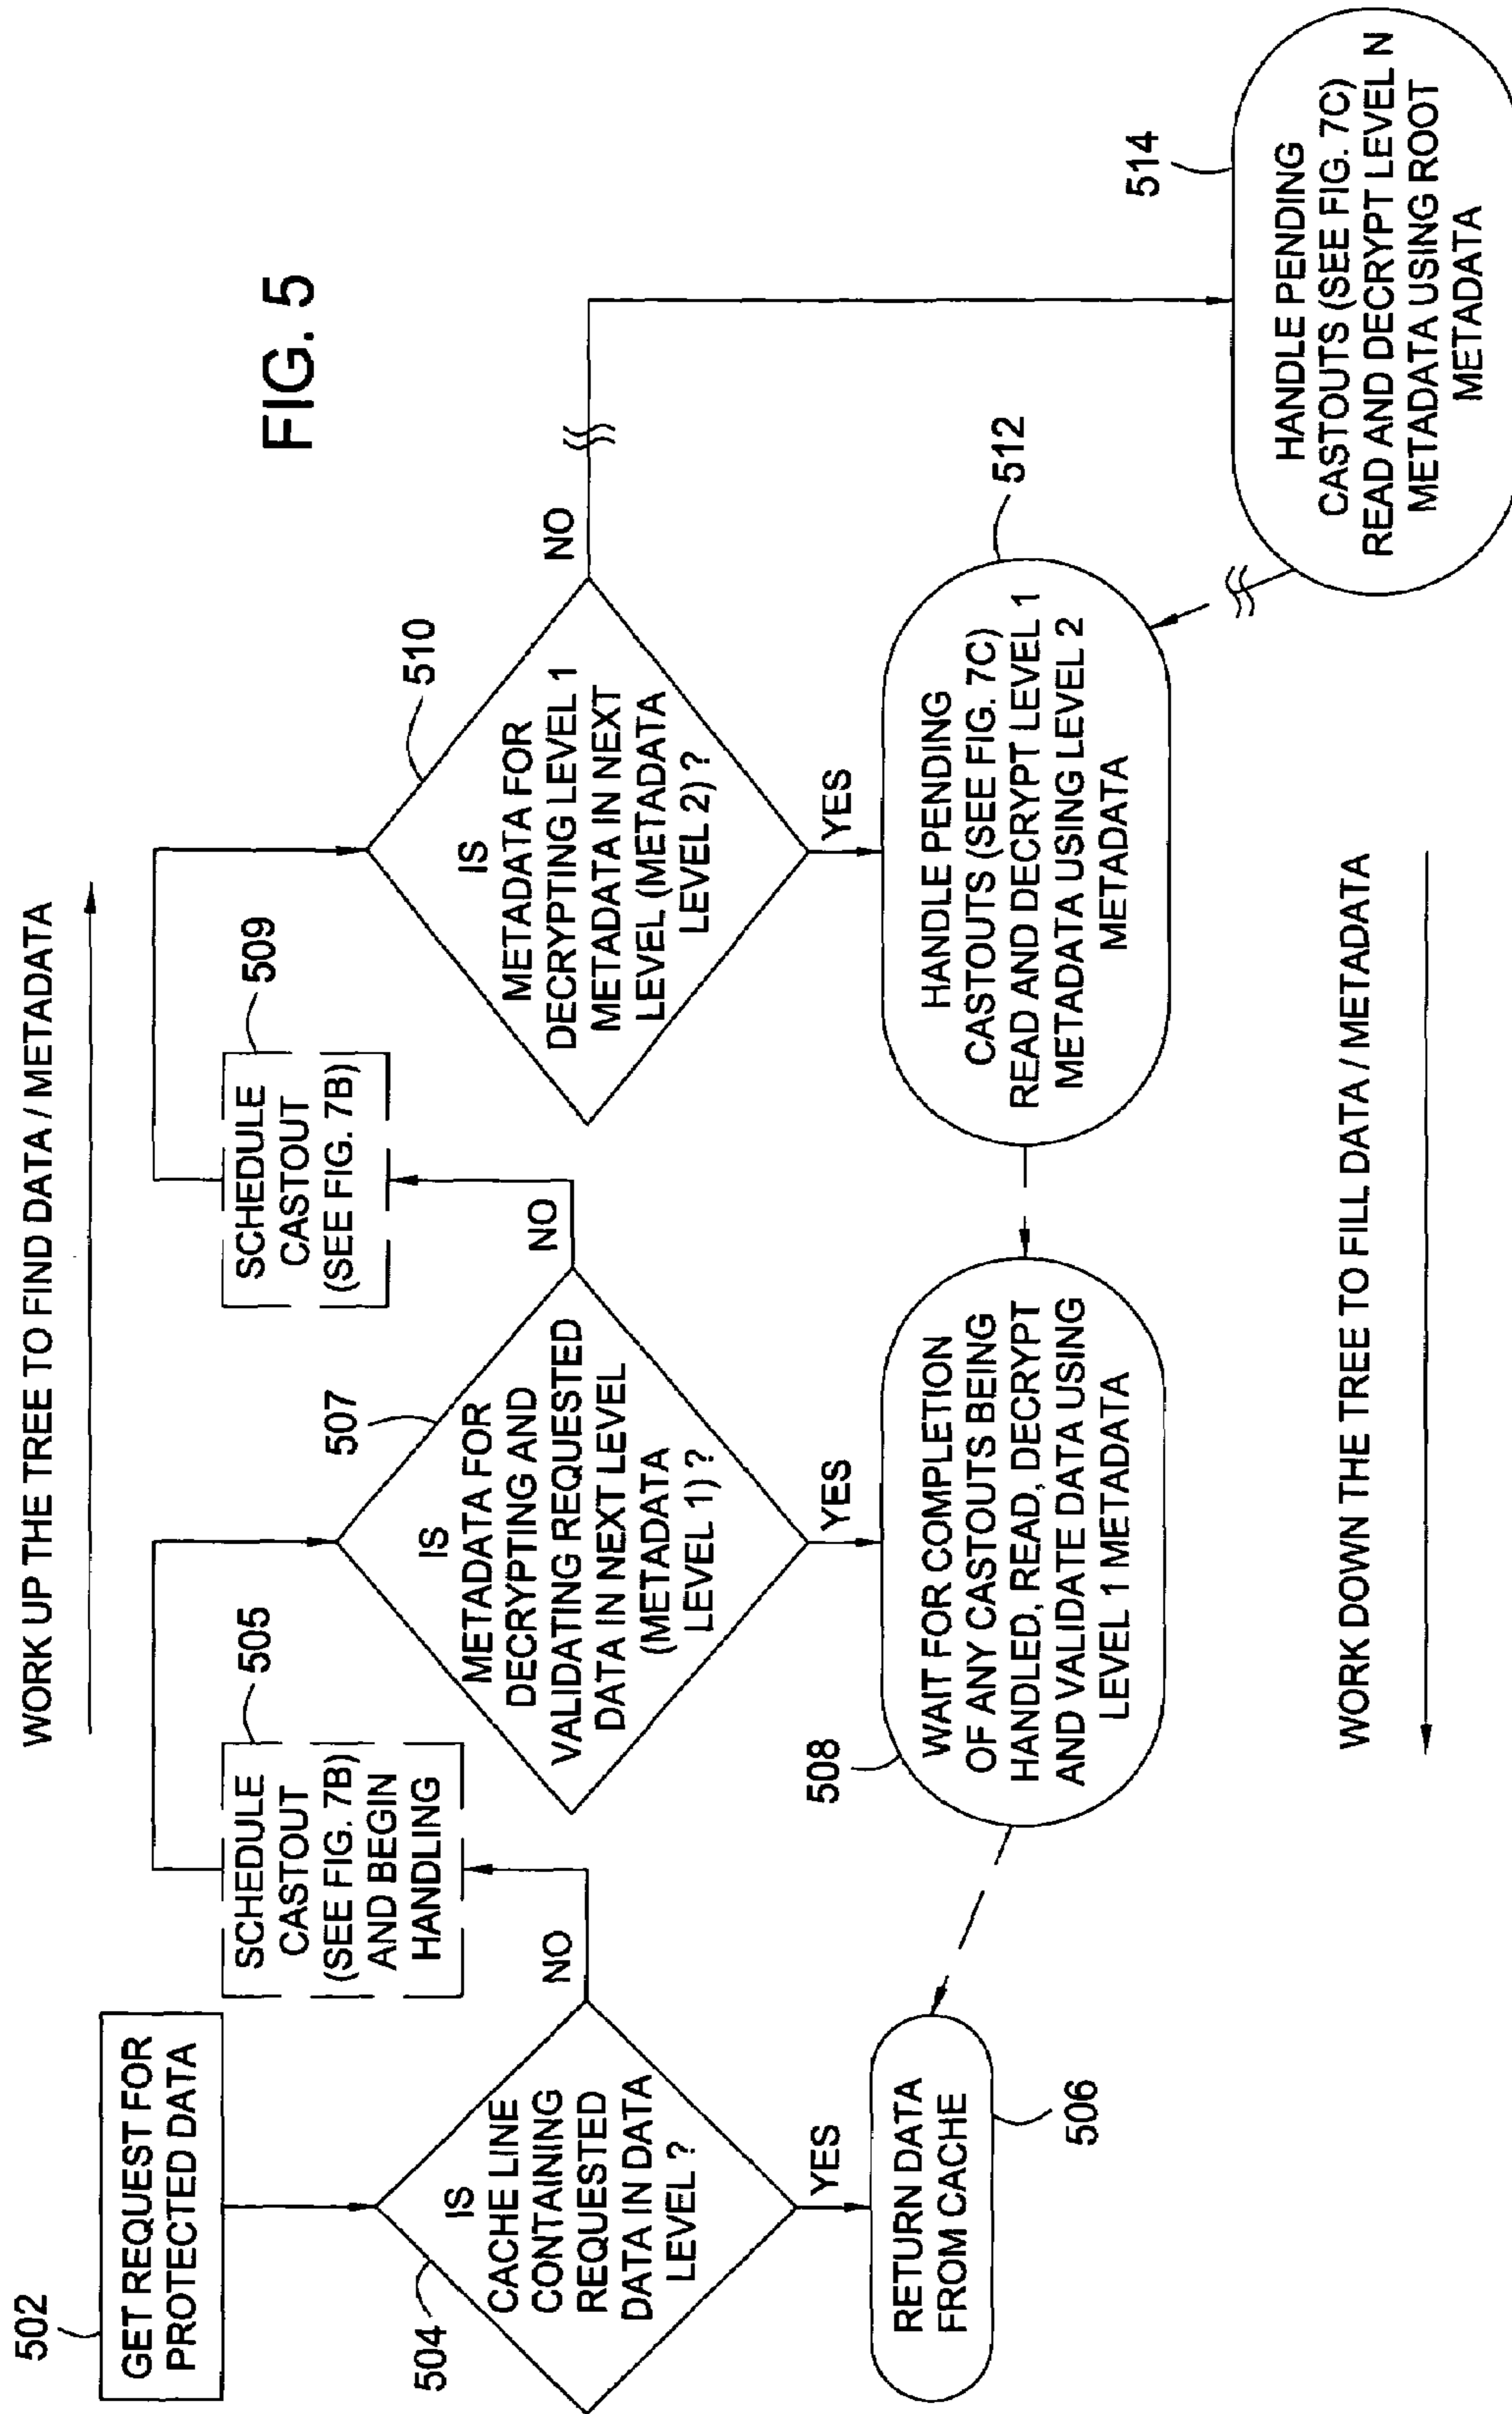 FIG. 5
WORK UP THE TREE TO FIND DATA / METADATA
502
GET REQUEST FOR
PROTECTED DATA
504
IS
CACHE LINE
CONTAINING
REQUESTED
DATA IN DATA
LEVEL ?
YES
NO
RETURN DATA
FROM CACHE
506
505
SCHEDULE
CASTOUT
(SEE FIG. 7B)
AND BEGIN
HANDLING
507
IS
METADATA FOR
DECRYPTING AND
VALIDATING REQUESTED
DATA IN NEXT LEVEL
(METADATA
LEVEL 1) ?
YES
NO
508
WAIT FOR COMPLETION
OF ANY CASTOUTS BEING
HANDLED, READ, DECRYPT
AND VALIDATE DATA USING
LEVEL 1 METADATA
509
SCHEDULE
CASTOUT
(SEE FIG. 7B)
510
IS
METADATA FOR
DECRYPTING LEVEL 1
METADATA IN NEXT
LEVEL (METADATA
LEVEL 2) ?
YES
NO
512
HANDLE PENDING
CASTOUTS (SEE FIG. 7C)
READ AND DECRYPT LEVEL 1
METADATA USING LEVEL 2
METADATA
514
HANDLE PENDING
CASTOUTS (SEE FIG. 7C)
READ AND DECRYPT LEVEL N
METADATA USING ROOT
METADATA
WORK DOWN THE TREE TO FILL DATA / METADATA